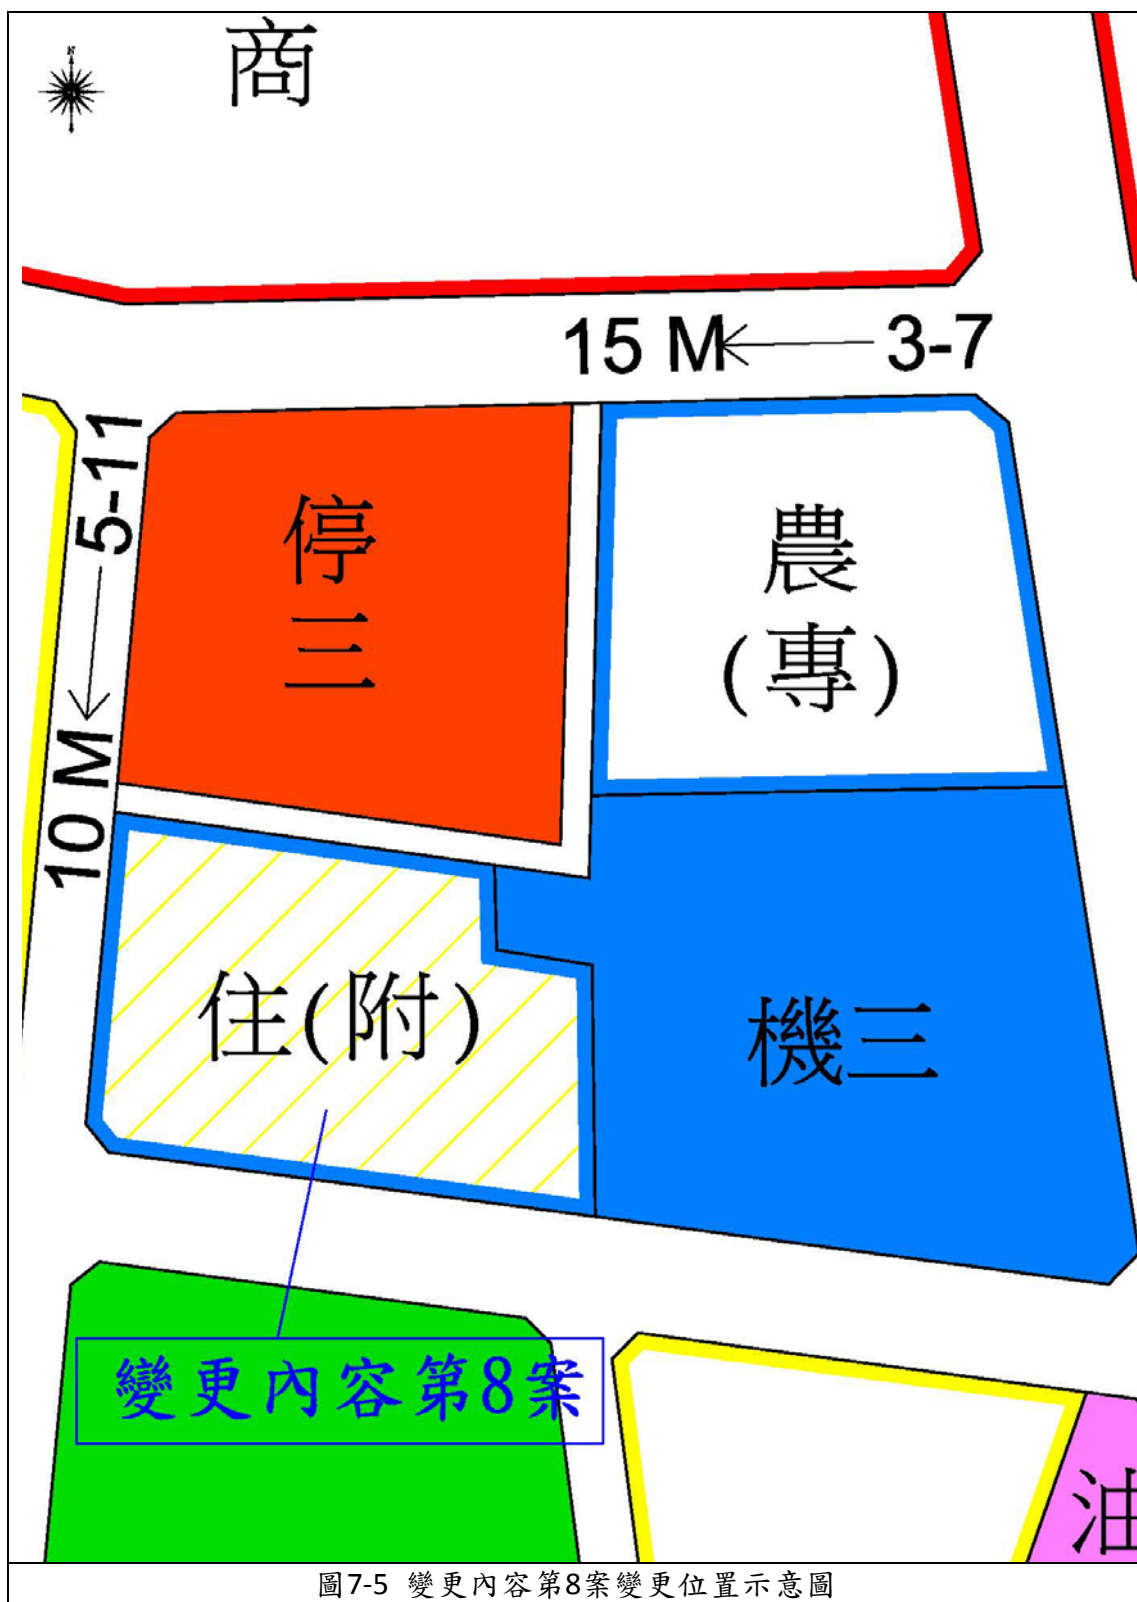 N
商
15 M 3-7
5-11
10 M
停
三
農
(專)
住(附)
機三
變更內容第8案
油
圖7-5 變更內容第8案變更位置示意圖